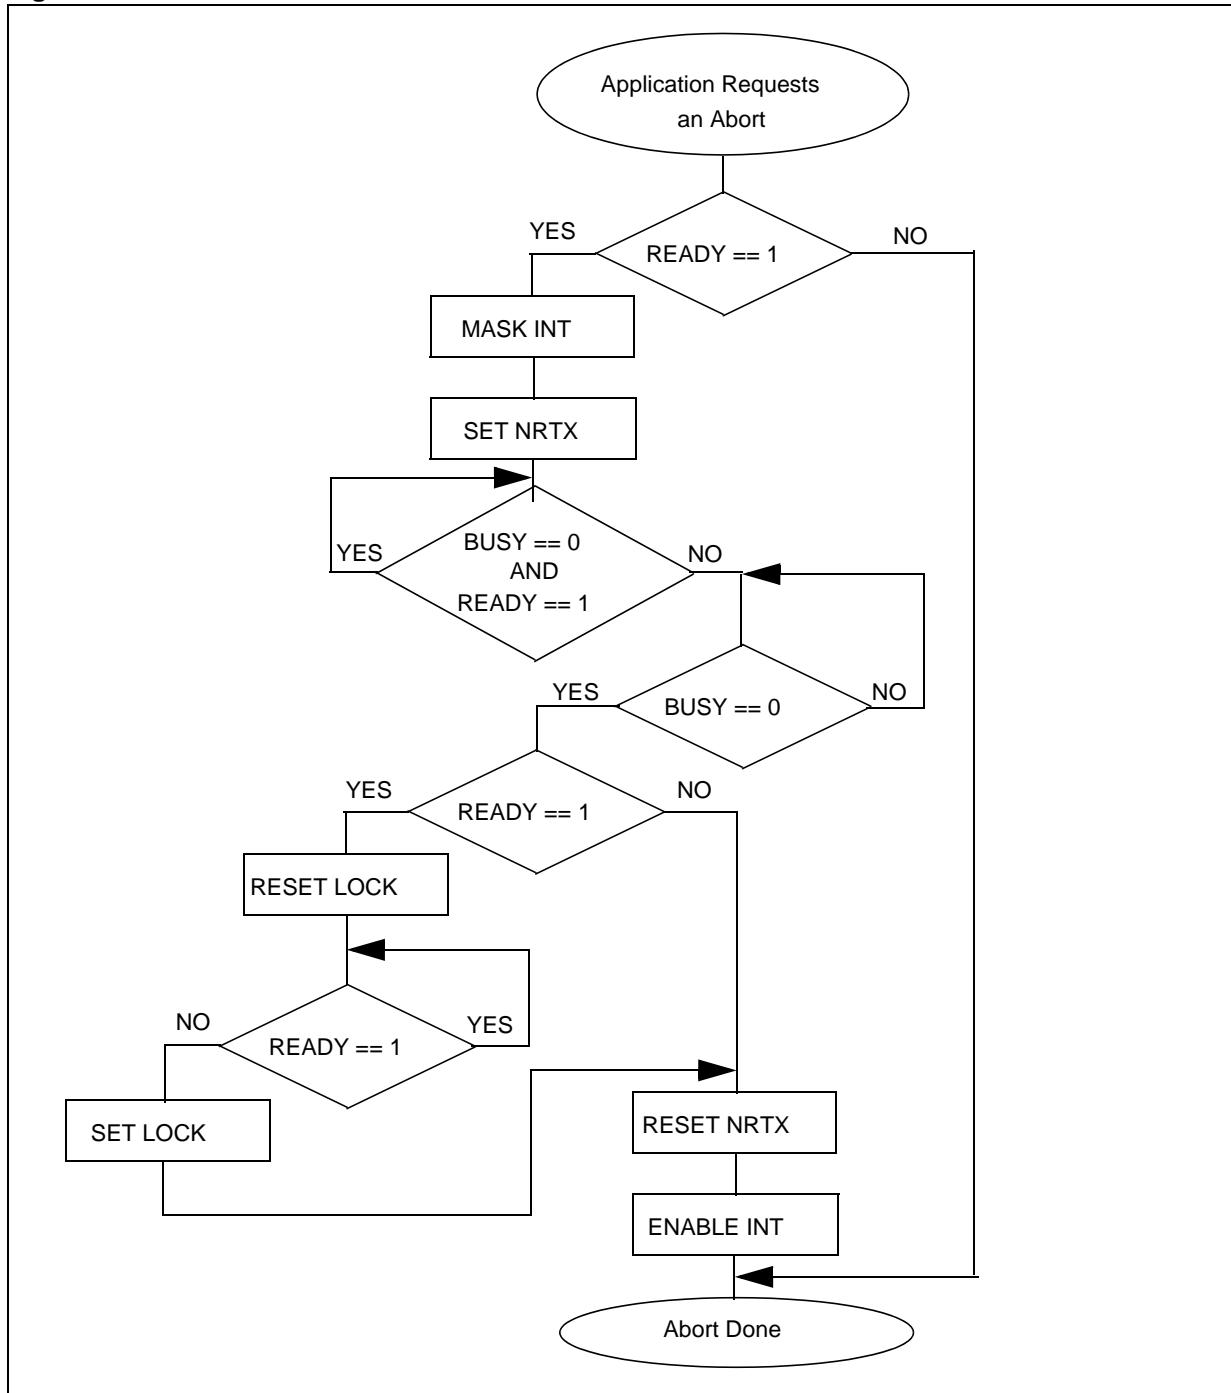 Application Requests
an Abort
YES
NO
READY == 1
MASK INT
SET NRTX
YES
BUSY == 0
AND
READY == 1
NO
YES
BUSY == 0
NO
YES
READY == 1
NO
RESET LOCK
NO
READY == 1
YES
SET LOCK
RESET NRTX
ENABLE INT
Abort Done